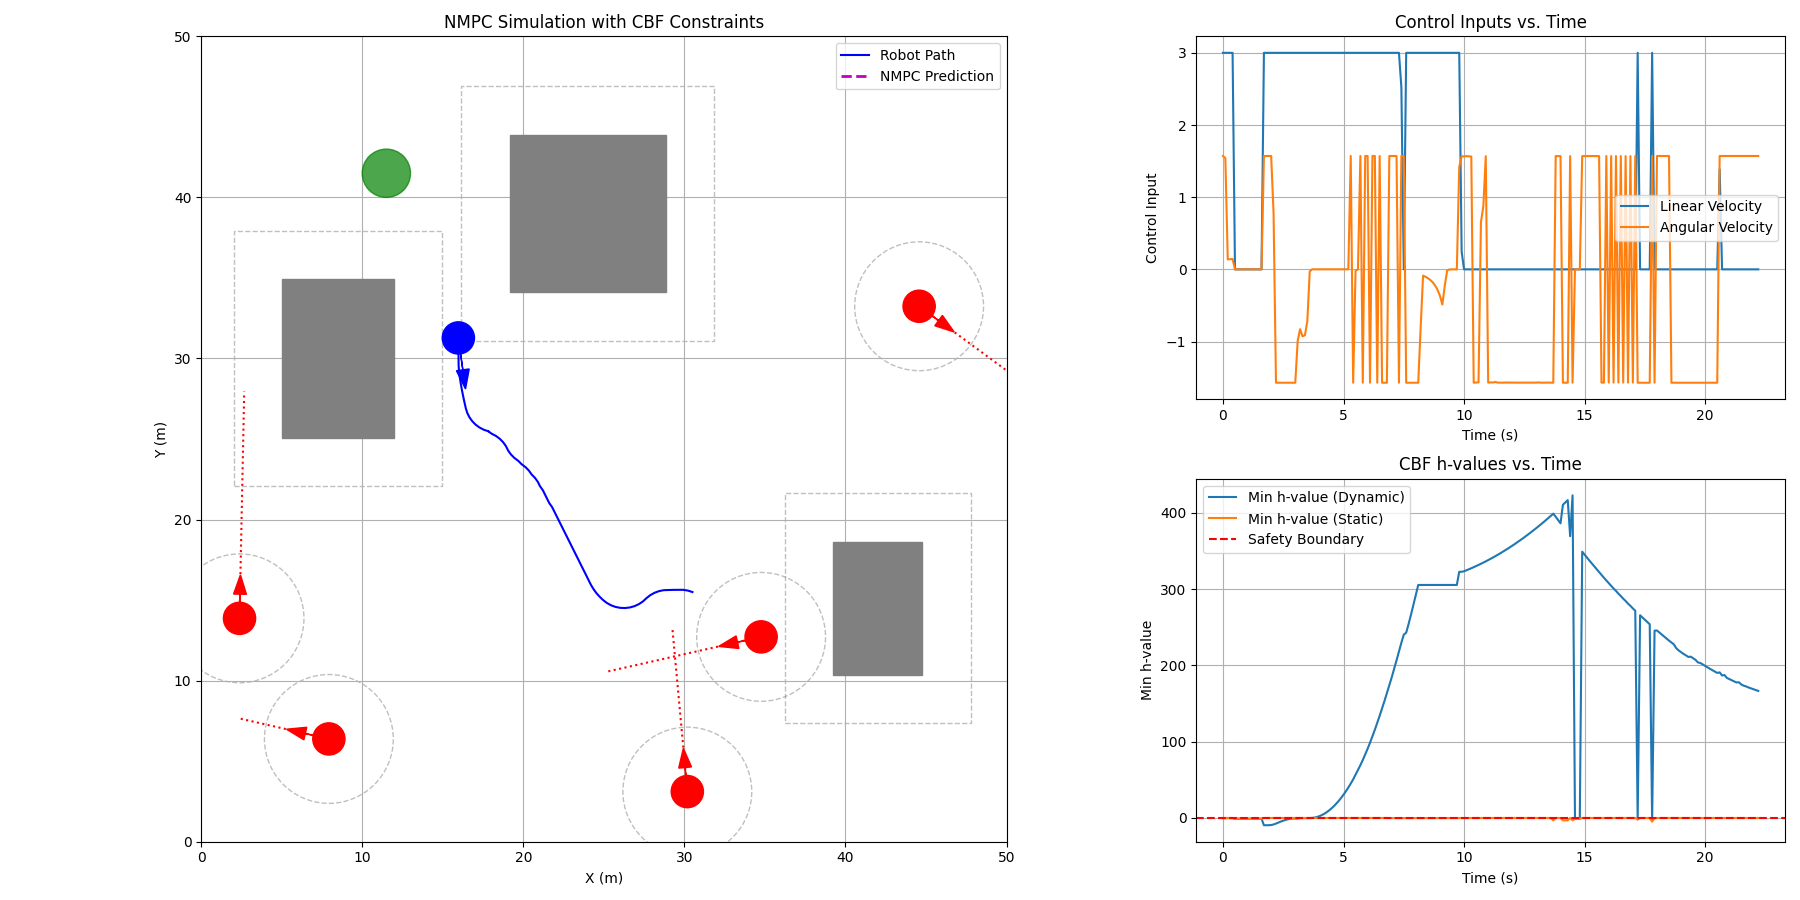 NMPC Simulation with CBF Constraints
Robot Path
NMPC Prediction
50
40
30
20
10
0
Y (m)
0 10 20 30 40 50
X (m)
Control Inputs vs. Time
3
2
1
0
−1
Control Input
Linear Velocity
Angular Velocity
0 5 10 15 20
Time (s)
CBF h-values vs. Time
Min h-value (Dynamic)
Min h-value (Static)
Safety Boundary
400
300
200
100
0
Min h-value
0 5 10 15 20
Time (s)